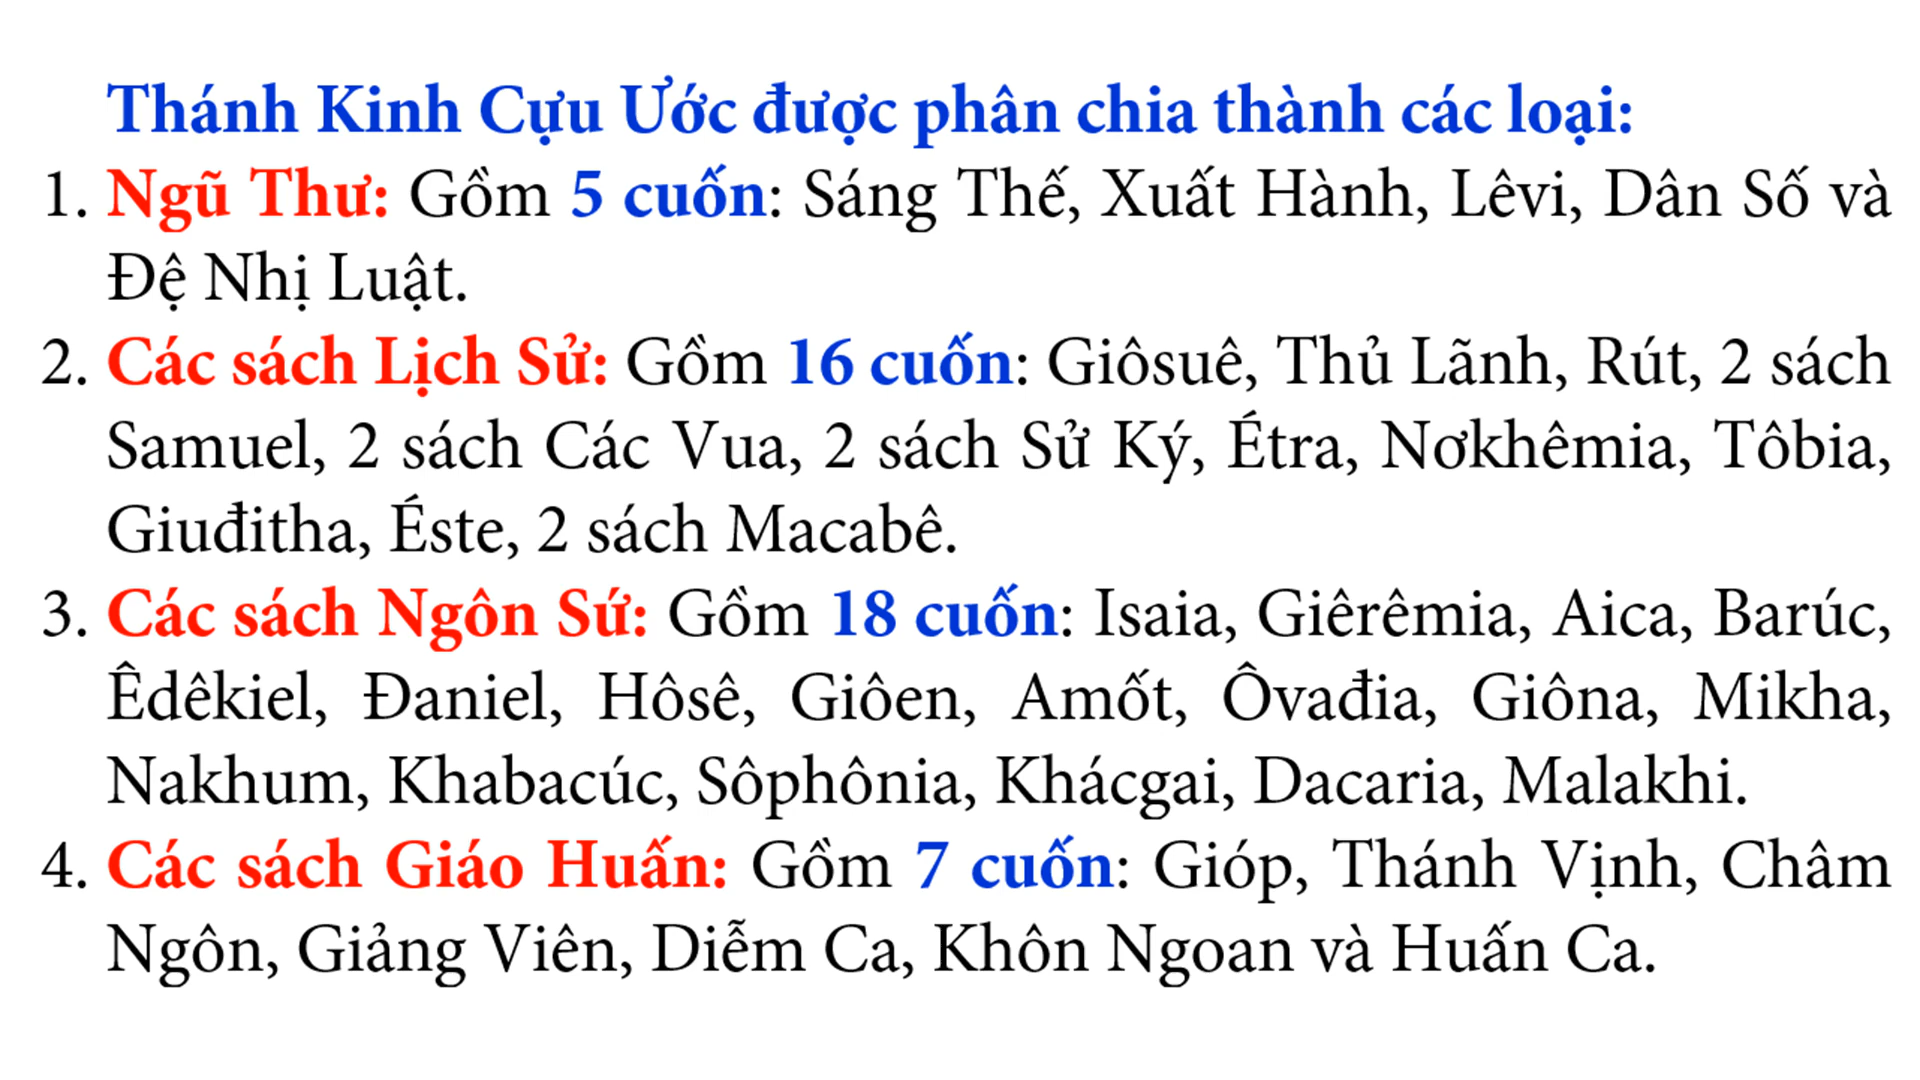 Thánh Kinh Cựu Ước được phân chia thành các loại:
1. Ngũ Thư: Gồm 5 cuốn: Sáng Thế, Xuất Hành, Lêvi, Dân Số và
Đệ Nhị Luật.
2. Các sách Lịch Sử: Gồm 16 cuốn: Giôsuê, Thủ Lãnh, Rút, 2 sách
Samuel, 2 sách Các Vua, 2 sách Sử Ký, Étra, Nơkhêmia, Tôbia,
Giuđitha, Éste, 2 sách Macabê.
3. Các sách Ngôn Sứ: Gồm 18 cuốn: Isaia, Giêrêmia, Aica, Barúc,
Êdêkiel, Đaniel, Hôsê, Giôen, Amốt, Ôvađia, Giôna, Mikha,
Nakhum, Khabacúc, Sôphônia, Khácgai, Dacaria, Malakhi.
4. Các sách Giáo Huấn: Gồm 7 cuốn: Gióp, Thánh Vịnh, Châm
Ngôn, Giảng Viên, Diễm Ca, Khôn Ngoan và Huấn Ca.